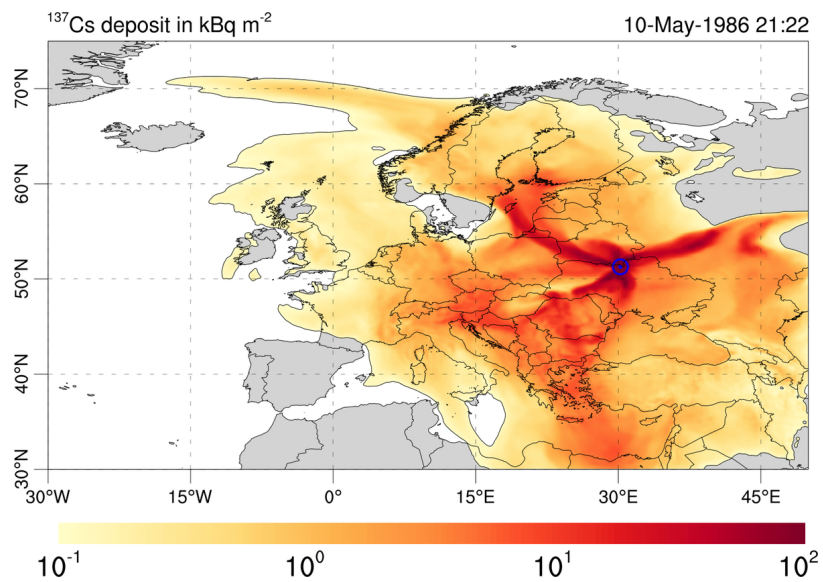 ¹³⁷Cs deposit in kBq m⁻² 10-May-1986 21:22
70°N
60°N
50°N
40°N
30°N
30°W 15°W 0° 15°E 30°E 45°E
10⁻¹ 10⁰ 10¹ 10²